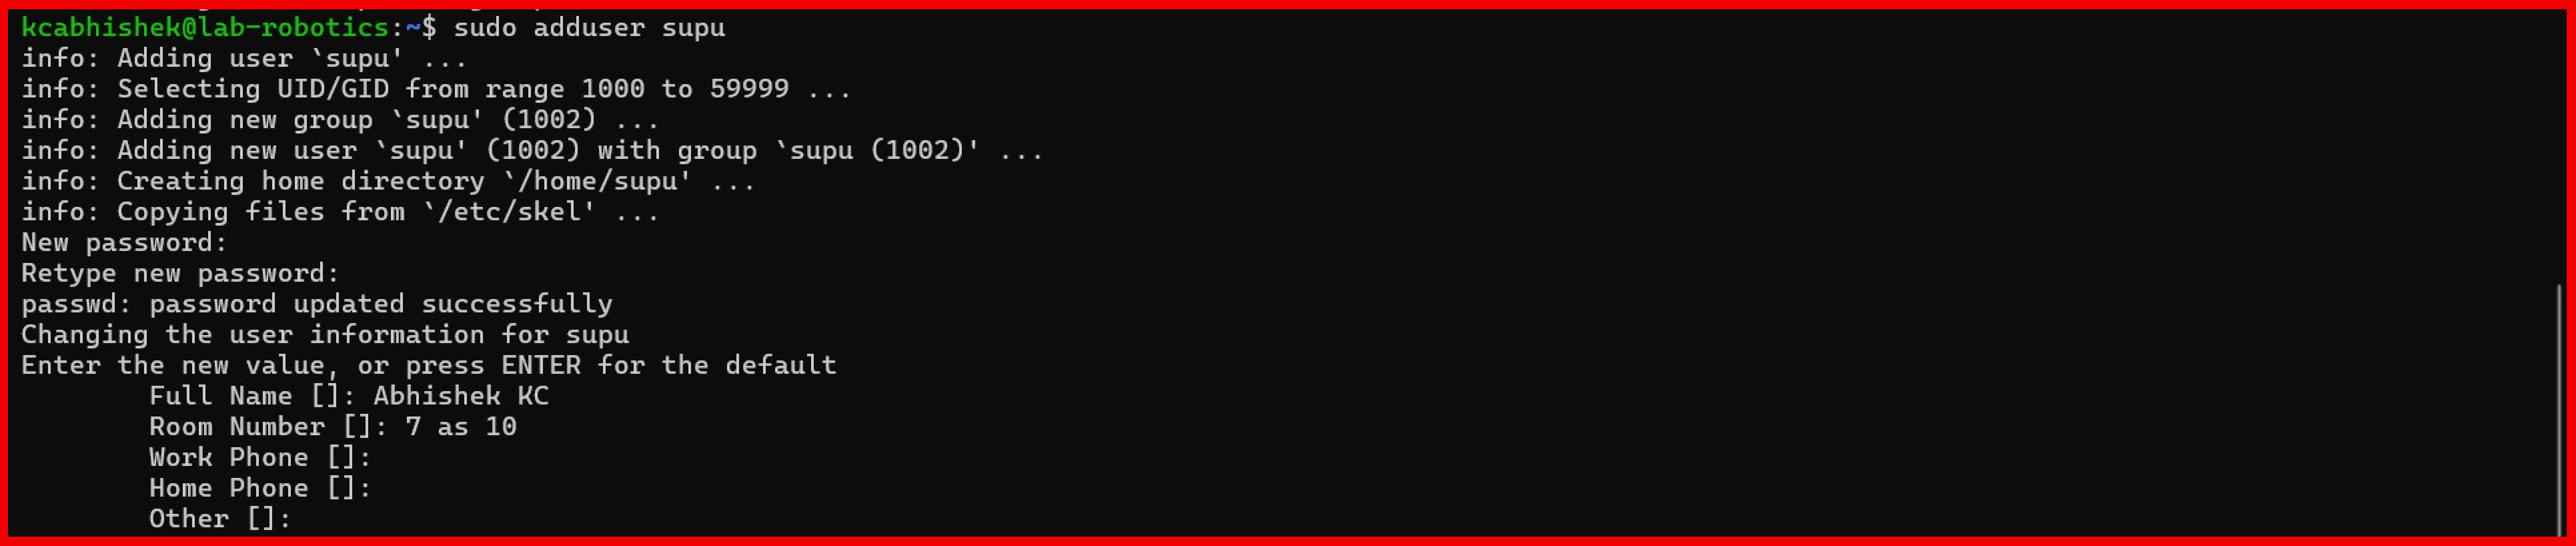 kcabhishek@lab-robotics:~$ sudo adduser supu
info: Adding user `supu' ...
info: Selecting UID/GID from range 1000 to 59999 ...
info: Adding new group `supu' (1002) ...
info: Adding new user `supu' (1002) with group `supu (1002)' ...
info: Creating home directory `/home/supu' ...
info: Copying files from `/etc/skel' ...
New password:
Retype new password:
passwd: password updated successfully
Changing the user information for supu
Enter the new value, or press ENTER for the default
        Full Name []: Abhishek KC
        Room Number []: 7 as 10
        Work Phone []:
        Home Phone []:
        Other []: